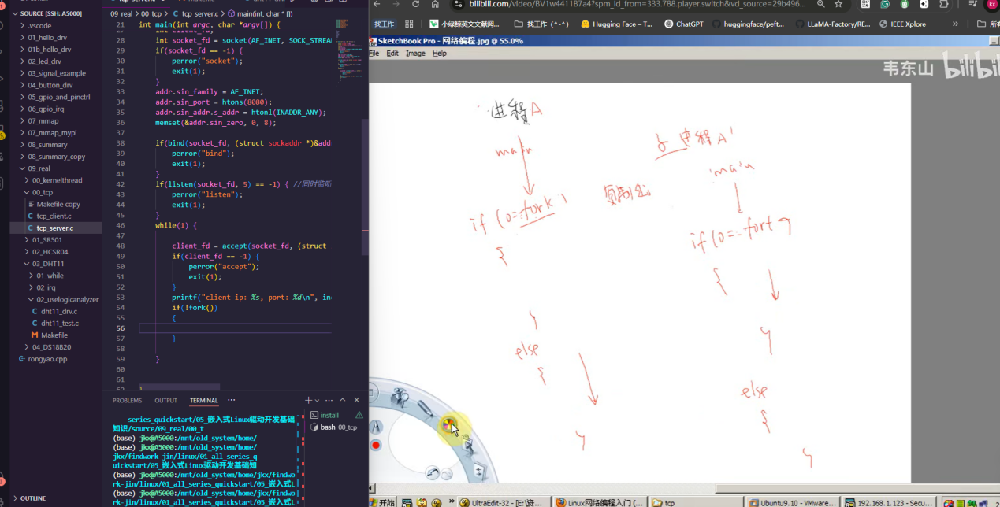 09_real > 00_tcp > C tcp_server.c > main(int, char * [])
SOURCE [SSH: A5000]
.vscode
01_hello_drv
01b_hello_drv
02_led_drv
03_signal_example
04_button_drv
05_gpio_and_pinctrl
06_gpio_irq
07_mmap
07_mmap_mypi
08_summary
08_summary_copy
09_real
00_kernelthread
00_tcp
Makefile copy
C tcp_client.c
C tcp_server.c
01_SR501
02_HCSR04
03_DHT11
01_while
02_irq
02_uselogicanalyzer
C dht11_drv.c
C dht11_test.c
M Makefile
04_DS18B20
rongyao.cpp
OUTLINE
21 int main(int argc, char *argv[]) {
28 int socket_fd = socket(AF_INET, SOCK_STREAM
29 if(socket_fd == -1) {
30 perror("socket");
31 exit(1);
32 }
33 addr.sin_family = AF_INET;
34 addr.sin_port = htons(8080);
35 addr.sin_addr.s_addr = htonl(INADDR_ANY);
36 memset(&addr.sin_zero, 0, 8);
37
38 if(bind(socket_fd, (struct sockaddr *)&add
39 perror("bind");
40 exit(1);
41 }
42 if(listen(socket_fd, 5) == -1) { //同时监听
43 perror("listen");
44 exit(1);
45 }
46 while(1) {
47
48 client_fd = accept(socket_fd, (struct
49 if(client_fd == -1) {
50 perror("accept");
51 exit(1);
52 }
53 printf("client ip: %s, port: %d\n", in
54 if(!fork())
55 {
56
57 }
58
59 }
60
61
PROBLEMS OUTPUT TERMINAL ···
series_quickstart/05_嵌入式Linux驱动开发基础
知识/source/09_real/00_t
(base) jkx@A5000:/mnt/old_system/home/
(base) jkx@A5000:/mnt/old_system/home/
jkx/findwork-jin/linux/01_all_series_q
uickstart/05_嵌入式Linux驱动开发基础知
(base) jkx@A5000:/mnt/old_system/home/jkx/findwo
rk-jin/linux/01_all_series_quickstart/05_嵌入式L
(base) jkx@A5000:/mnt/old_system/home/jkx/findwo
rk-jin/linux/01_all_series_quickstart/05_嵌入式L
install
bash 00_tcp
bilibili.com/video/BV1w4411B7a4?spm_id_from=333.788.player.switch&vd_source=29b496...
找工作
小绿鲸英文文献阅...
找工作 (^-^)
Hugging Face – T...
ChatGPT
huggingface/peft...
LLaMA-Factory/RE...
IEEE Xplore
SketchBook Pro - 网络编程.jpg @ 55.0%
File Edit Image Help
韦东山 bilibili
进程A
main
if (0==fork)
{
}
else
{
}
复制出
子进程A'
main
if(0==fork
{
}
else
{
}
开始
UltraEdit-32 - [E:\资...
Linux网络编程入门 (...
tcp
Ubuntu9.10 - VMware...
192.168.1.123 - Secu...